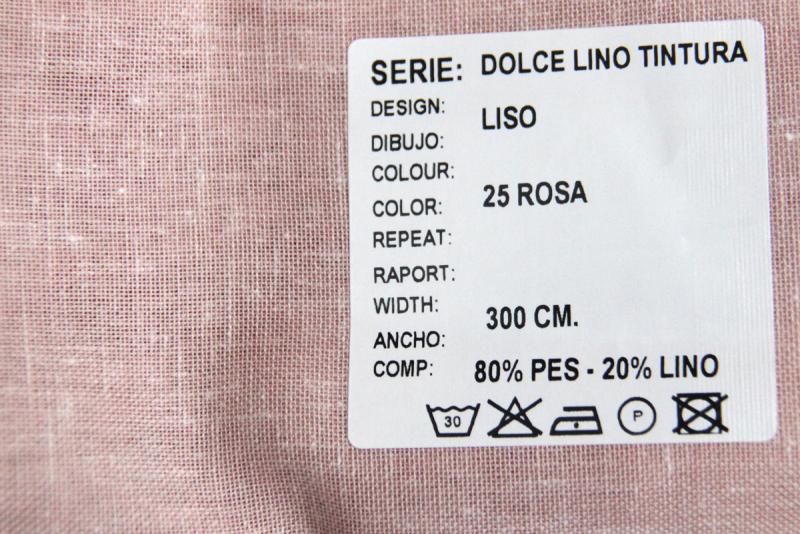 SERIE: DOLCE LINO TINTURA
DESIGN:
LISO
DIBUJO:
COLOUR:
25 ROSA
COLOR:
REPEAT:
RAPORT:
WIDTH:
300 CM.
ANCHO:
COMP: 80% PES - 20% LINO
30 P